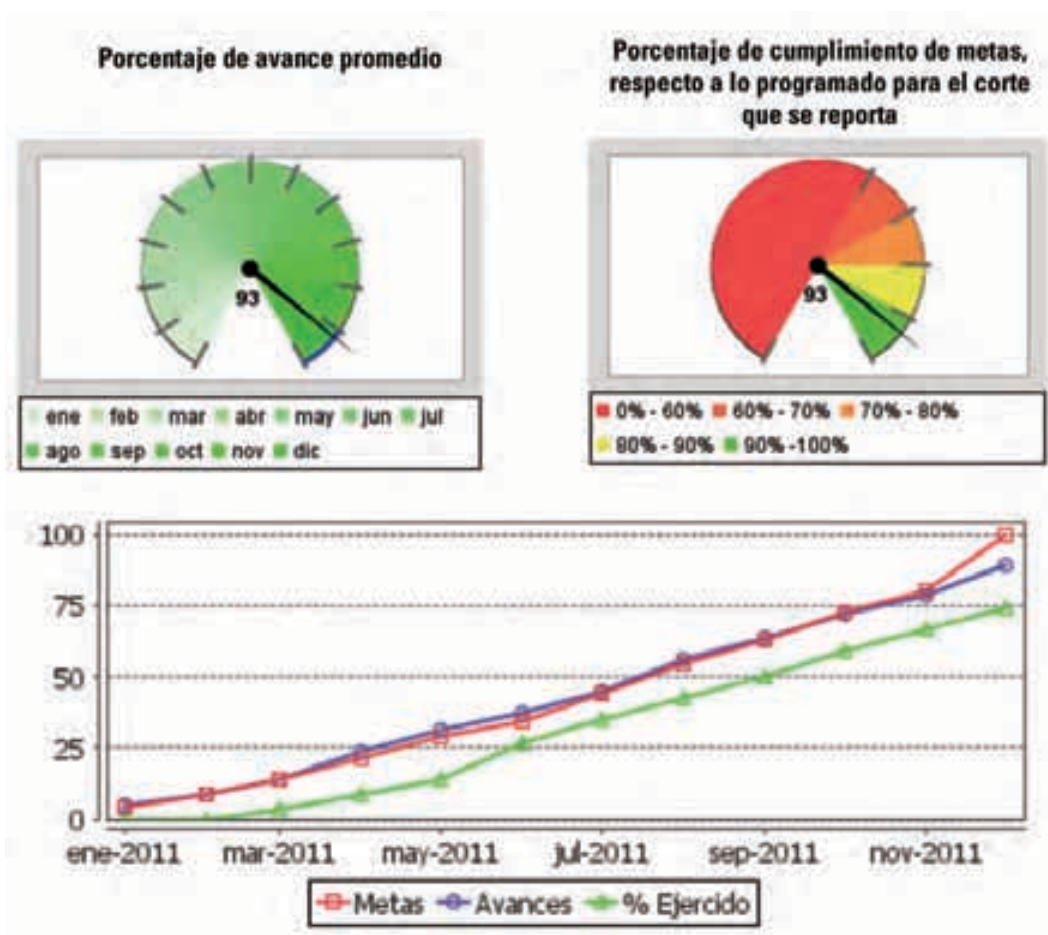 Porcentaje de avance promedio
Porcentaje de cumplimiento de metas,
respecto a lo programado para el corte
que se reporta
93
93
ene feb mar abr may jun jul
ago sep oct nov dic
0% - 60% 60% - 70% 70% - 80%
80% - 90% 90% -100%
100
75
50
25
0
ene-2011 mar-2011 may-2011 jul-2011 sep-2011 nov-2011
Metas Avances % Ejercido